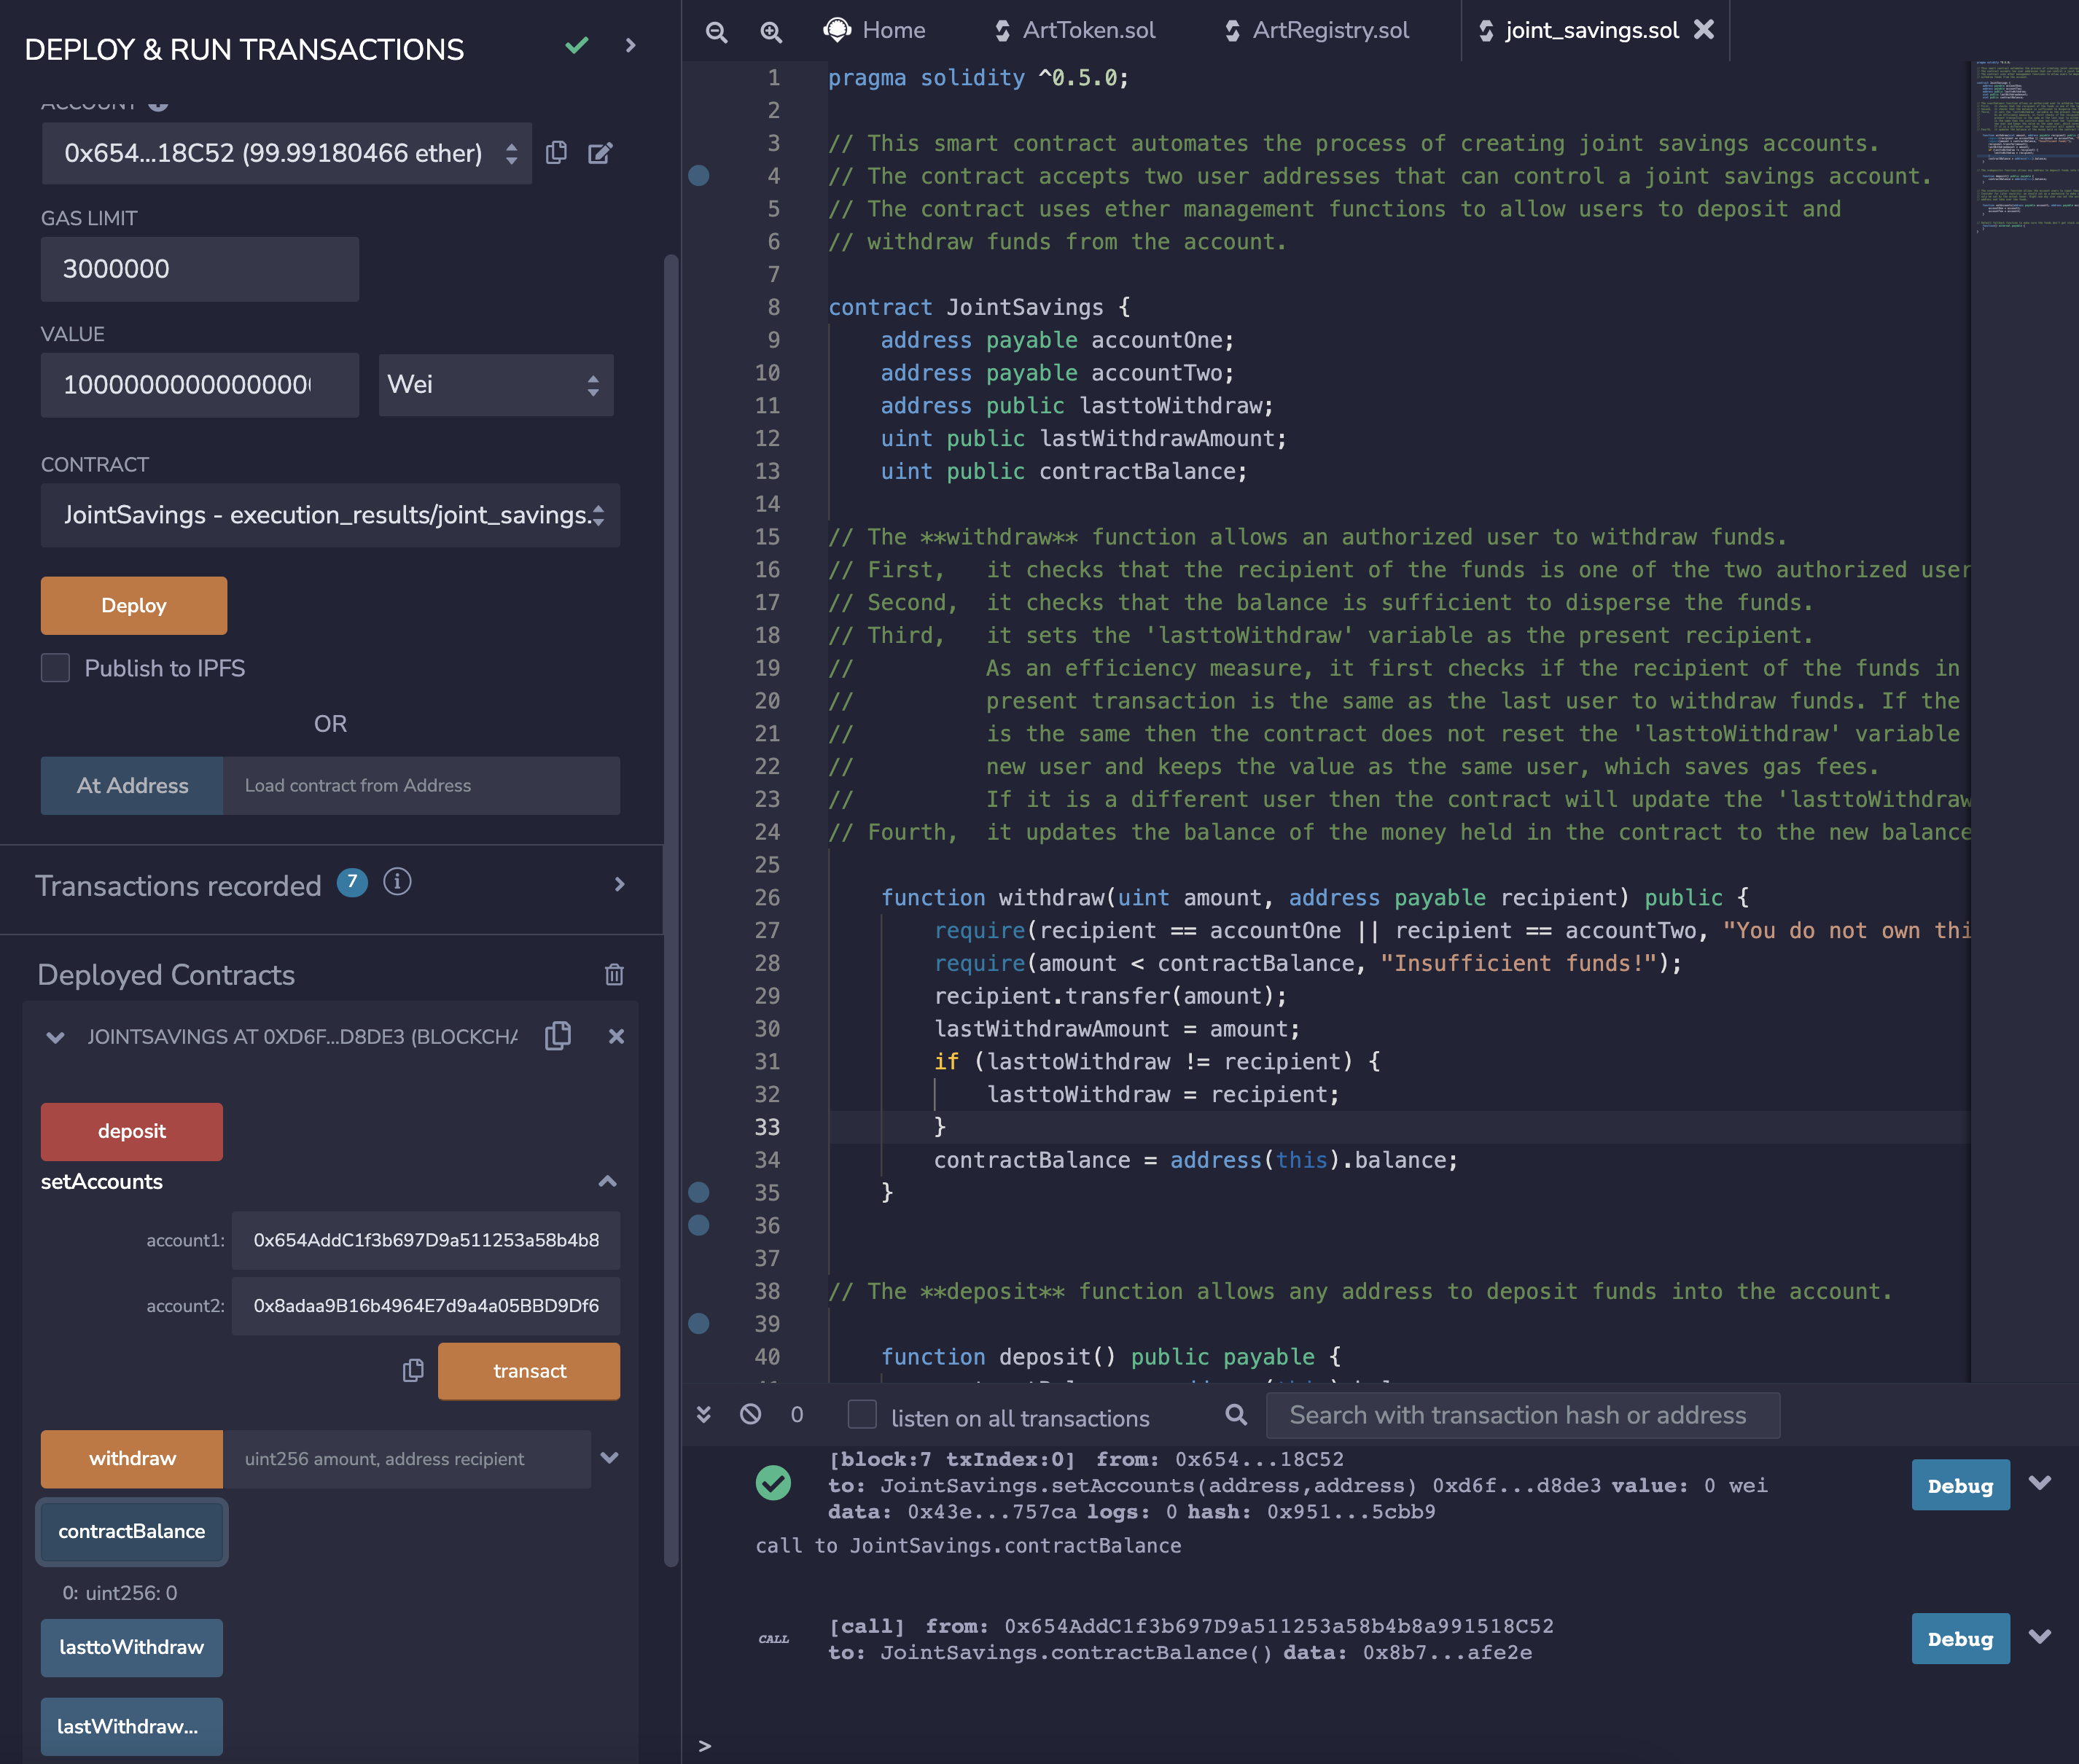 DEPLOY & RUN TRANSACTIONS
ACCOUNT
0x654...18C52 (99.99180466 ether)
GAS LIMIT
3000000
VALUE
Wei
CONTRACT
JointSavings - execution_results/joint_savings.
Deploy
Publish to IPFS
OR
At Address
Load contract from Address
Transactions recorded 7
Deployed Contracts
JOINTSAVINGS AT 0XD6F...D8DE3 (BLOCKCHA
deposit
setAccounts
account1: 0x654AddC1f3b697D9a511253a58b4b8
account2: 0x8adaa9B16b4964E7d9a4a05BBD9Df6
transact
withdraw
uint256 amount, address recipient
contractBalance
0: uint256: 0
lasttoWithdraw
lastWithdraw...
Home
ArtToken.sol
ArtRegistry.sol
joint_savings.sol
1 pragma solidity ^0.5.0;
2
3 // This smart contract automates the process of creating joint savings accounts.
4 // The contract accepts two user addresses that can control a joint savings account.
5 // The contract uses ether management functions to allow users to deposit and
6 // withdraw funds from the account.
7
8 contract JointSavings {
9 address payable accountOne;
10 address payable accountTwo;
11 address public lasttoWithdraw;
12 uint public lastWithdrawAmount;
13 uint public contractBalance;
14
15 // The **withdraw** function allows an authorized user to withdraw funds.
16 // First, it checks that the recipient of the funds is one of the two authorized user
17 // Second, it checks that the balance is sufficient to disperse the funds.
18 // Third, it sets the 'lasttoWithdraw' variable as the present recipient.
19 // As an efficiency measure, it first checks if the recipient of the funds in
20 // present transaction is the same as the last user to withdraw funds. If the
21 // is the same then the contract does not reset the 'lasttoWithdraw' variable
22 // new user and keeps the value as the same user, which saves gas fees.
23 // If it is a different user then the contract will update the 'lasttoWithdraw
24 // Fourth, it updates the balance of the money held in the contract to the new balance
25
26 function withdraw(uint amount, address payable recipient) public {
27 require(recipient == accountOne || recipient == accountTwo, "You do not own thi
28 require(amount < contractBalance, "Insufficient funds!");
29 recipient.transfer(amount);
30 lastWithdrawAmount = amount;
31 if (lasttoWithdraw != recipient) {
32 lasttoWithdraw = recipient;
33 }
34 contractBalance = address(this).balance;
35 }
36
37
38 // The **deposit** function allows any address to deposit funds into the account.
39
40 function deposit() public payable {
0
listen on all transactions
Search with transaction hash or address
[block:7 txIndex:0] from: 0x654...18C52
to: JointSavings.setAccounts(address,address) 0xd6f...d8de3 value: 0 wei
data: 0x43e...757ca logs: 0 hash: 0x951...5cbb9
Debug
call to JointSavings.contractBalance
CALL
[call] from: 0x654AddC1f3b697D9a511253a58b4b8a991518C52
to: JointSavings.contractBalance() data: 0x8b7...afe2e
Debug
>